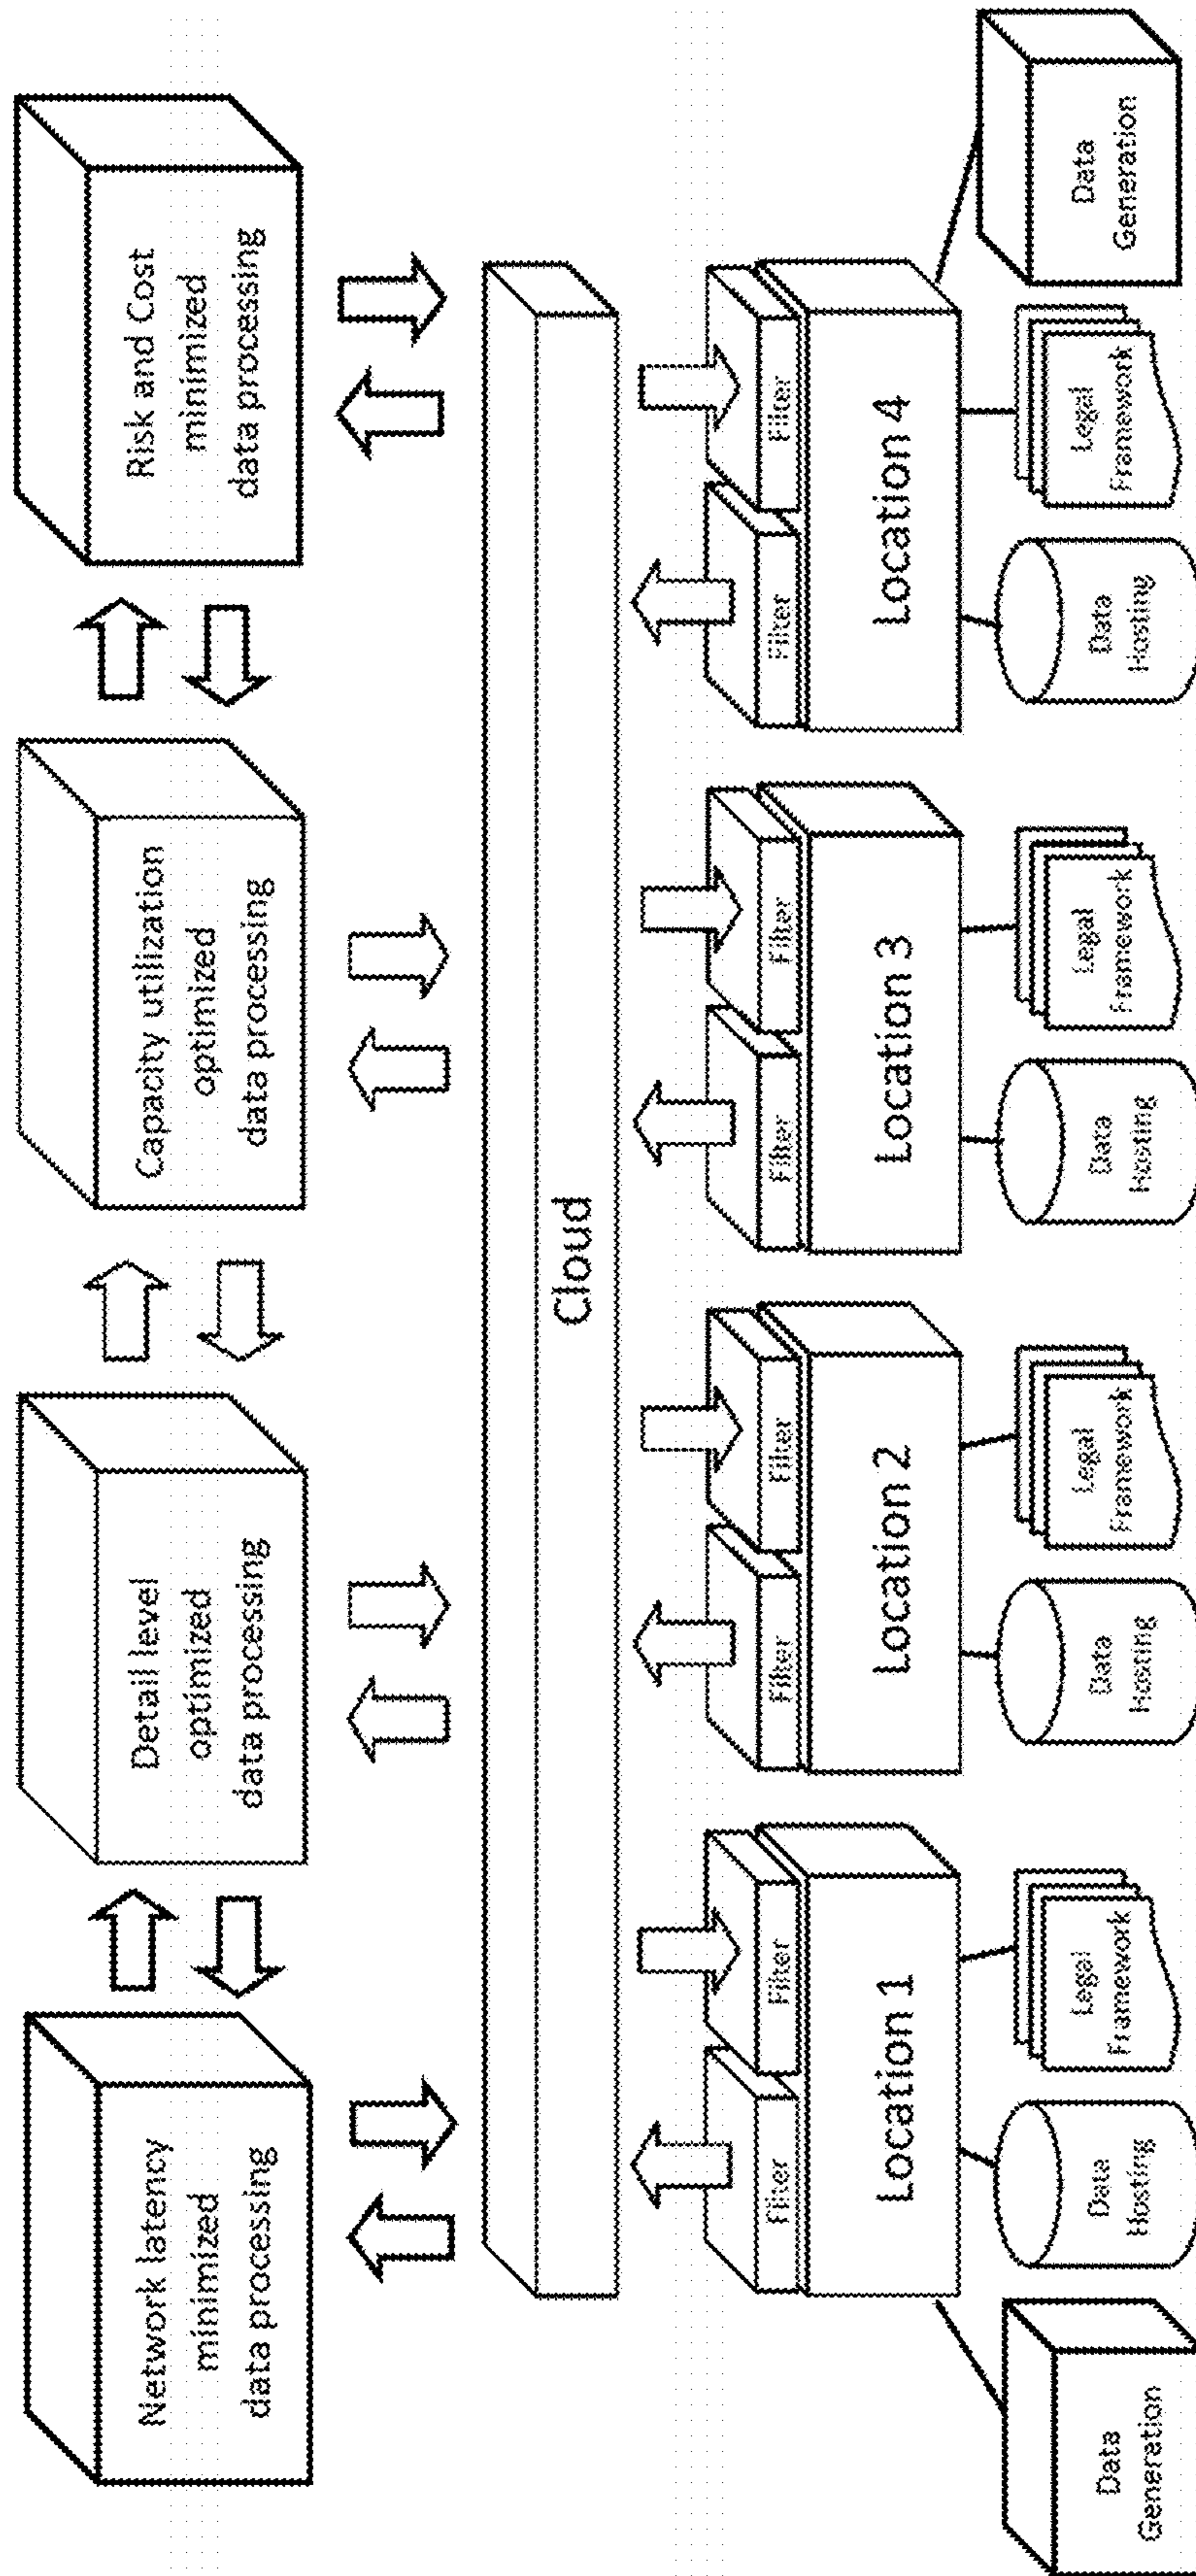 Network latency
minimized
data processing
Detail level
optimized
data processing
Capacity utilization
optimized
data processing
Risk and Cost
minimized
data processing
Cloud
Filter
Filter
Filter
Filter
Filter
Filter
Filter
Filter
Location 1
Location 2
Location 3
Location 4
Data
Generation
Data
Hosting
Legal
Framework
Data
Hosting
Legal
Framework
Data
Hosting
Legal
Framework
Data
Hosting
Legal
Framework
Data
Generation